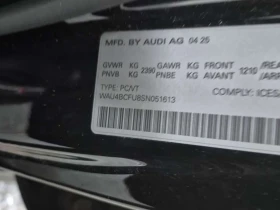 MFD. BY AUDI AG 04 25
GVWR KG 2390 GAWR KG FRONT 1210
PNVB KG PNBE KG AVANT
TYPE: PC/VT
WAU4BCFU8SN051613
COMPLY: ICES